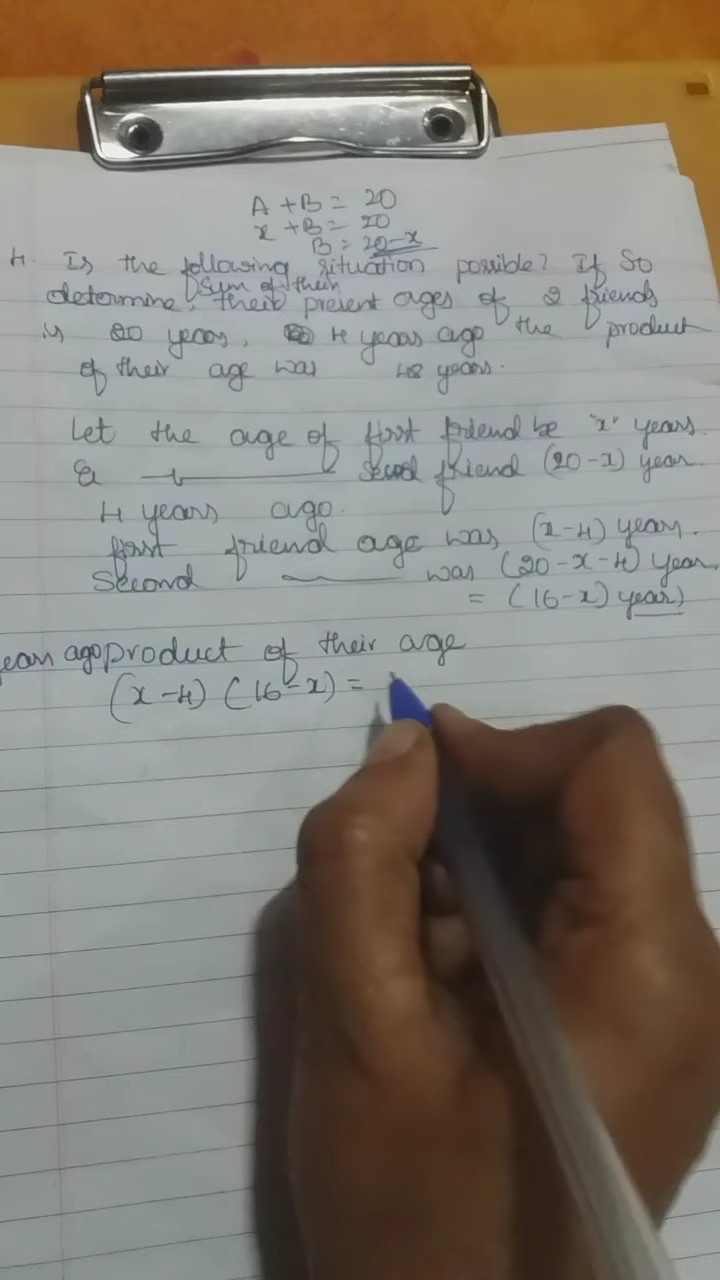 A + B = 20
x + B = 20
B = 20 - x
4. Is the following situation possible? If so
Sum of their
determine, their present ages of 2 friends
is 20 years, 4 years ago the product
of their age was 48 years.
Let the age of first friend be "x" years
& second friend (20-x) year.
4 years ago.
first friend age was (x-4) years.
Second was (20-x-4) year
= (16-x) year)
ears ago product of their age
(x-4) (16-x) =